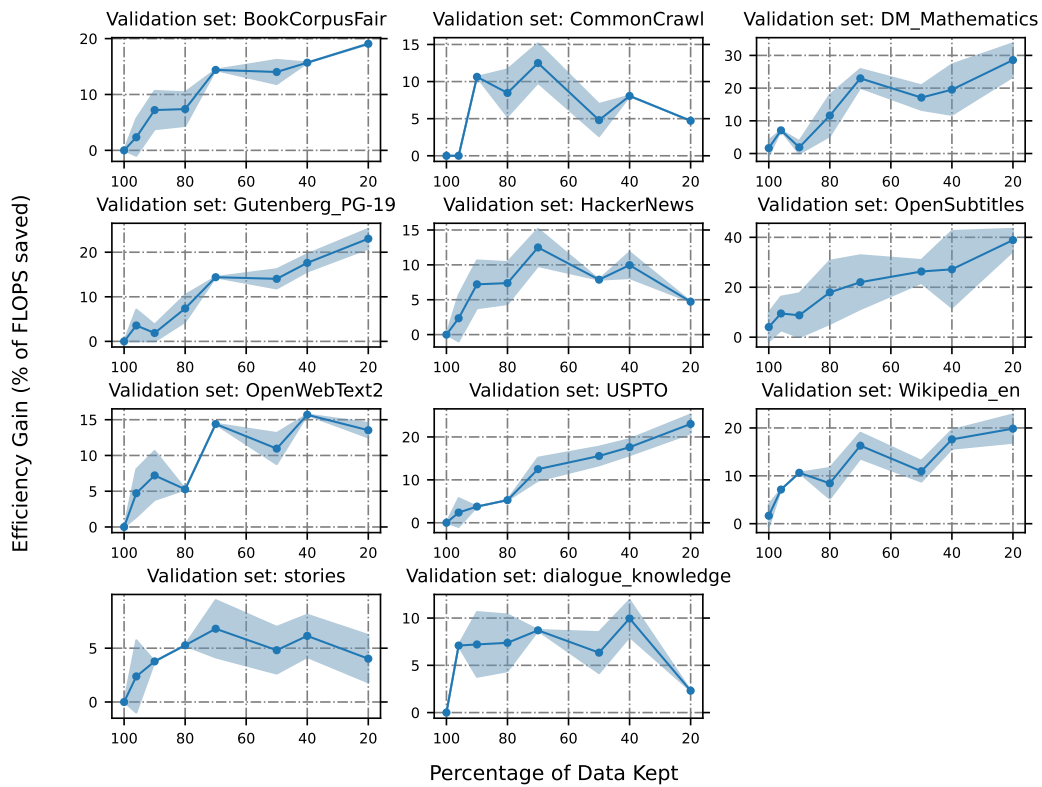 Validation set: BookCorpusFair
Validation set: CommonCrawl
Validation set: DM_Mathematics
20
10
0
100 80 60 40 20
15
10
5
0
100 80 60 40 20
30
20
10
0
100 80 60 40 20
Validation set: Gutenberg_PG-19
Validation set: HackerNews
Validation set: OpenSubtitles
20
10
0
100 80 60 40 20
15
10
5
0
100 80 60 40 20
40
20
0
100 80 60 40 20
Validation set: OpenWebText2
Validation set: USPTO
Validation set: Wikipedia_en
15
10
5
0
100 80 60 40 20
20
10
0
100 80 60 40 20
20
10
0
100 80 60 40 20
Validation set: stories
Validation set: dialogue_knowledge
5
0
100 80 60 40 20
10
5
0
100 80 60 40 20
Efficiency Gain (% of FLOPS saved)
Percentage of Data Kept